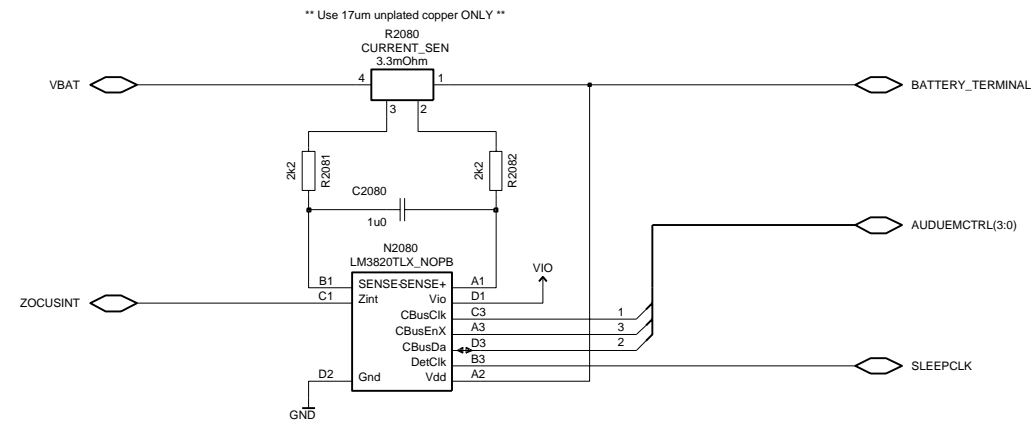 ** Use 17um unplated copper ONLY **
R2080
CURRENT_SEN
3.3mOhm
VBAT
4
1
BATTERY_TERMINAL
3
2
2k2
R2081
2k2
R2082
C2080
1u0
AUDUEMCTRL(3:0)
N2080
LM3820TLX_NOPB
VIO
B1
SENSE-
SENSE+
A1
ZOCUSINT
C1
Zint
Vio
D1
CBusClk
C3
1
CBusEnX
A3
3
CBusDa
D3
2
DetClk
B3
SLEEPCLK
D2
Gnd
Vdd
A2
GND